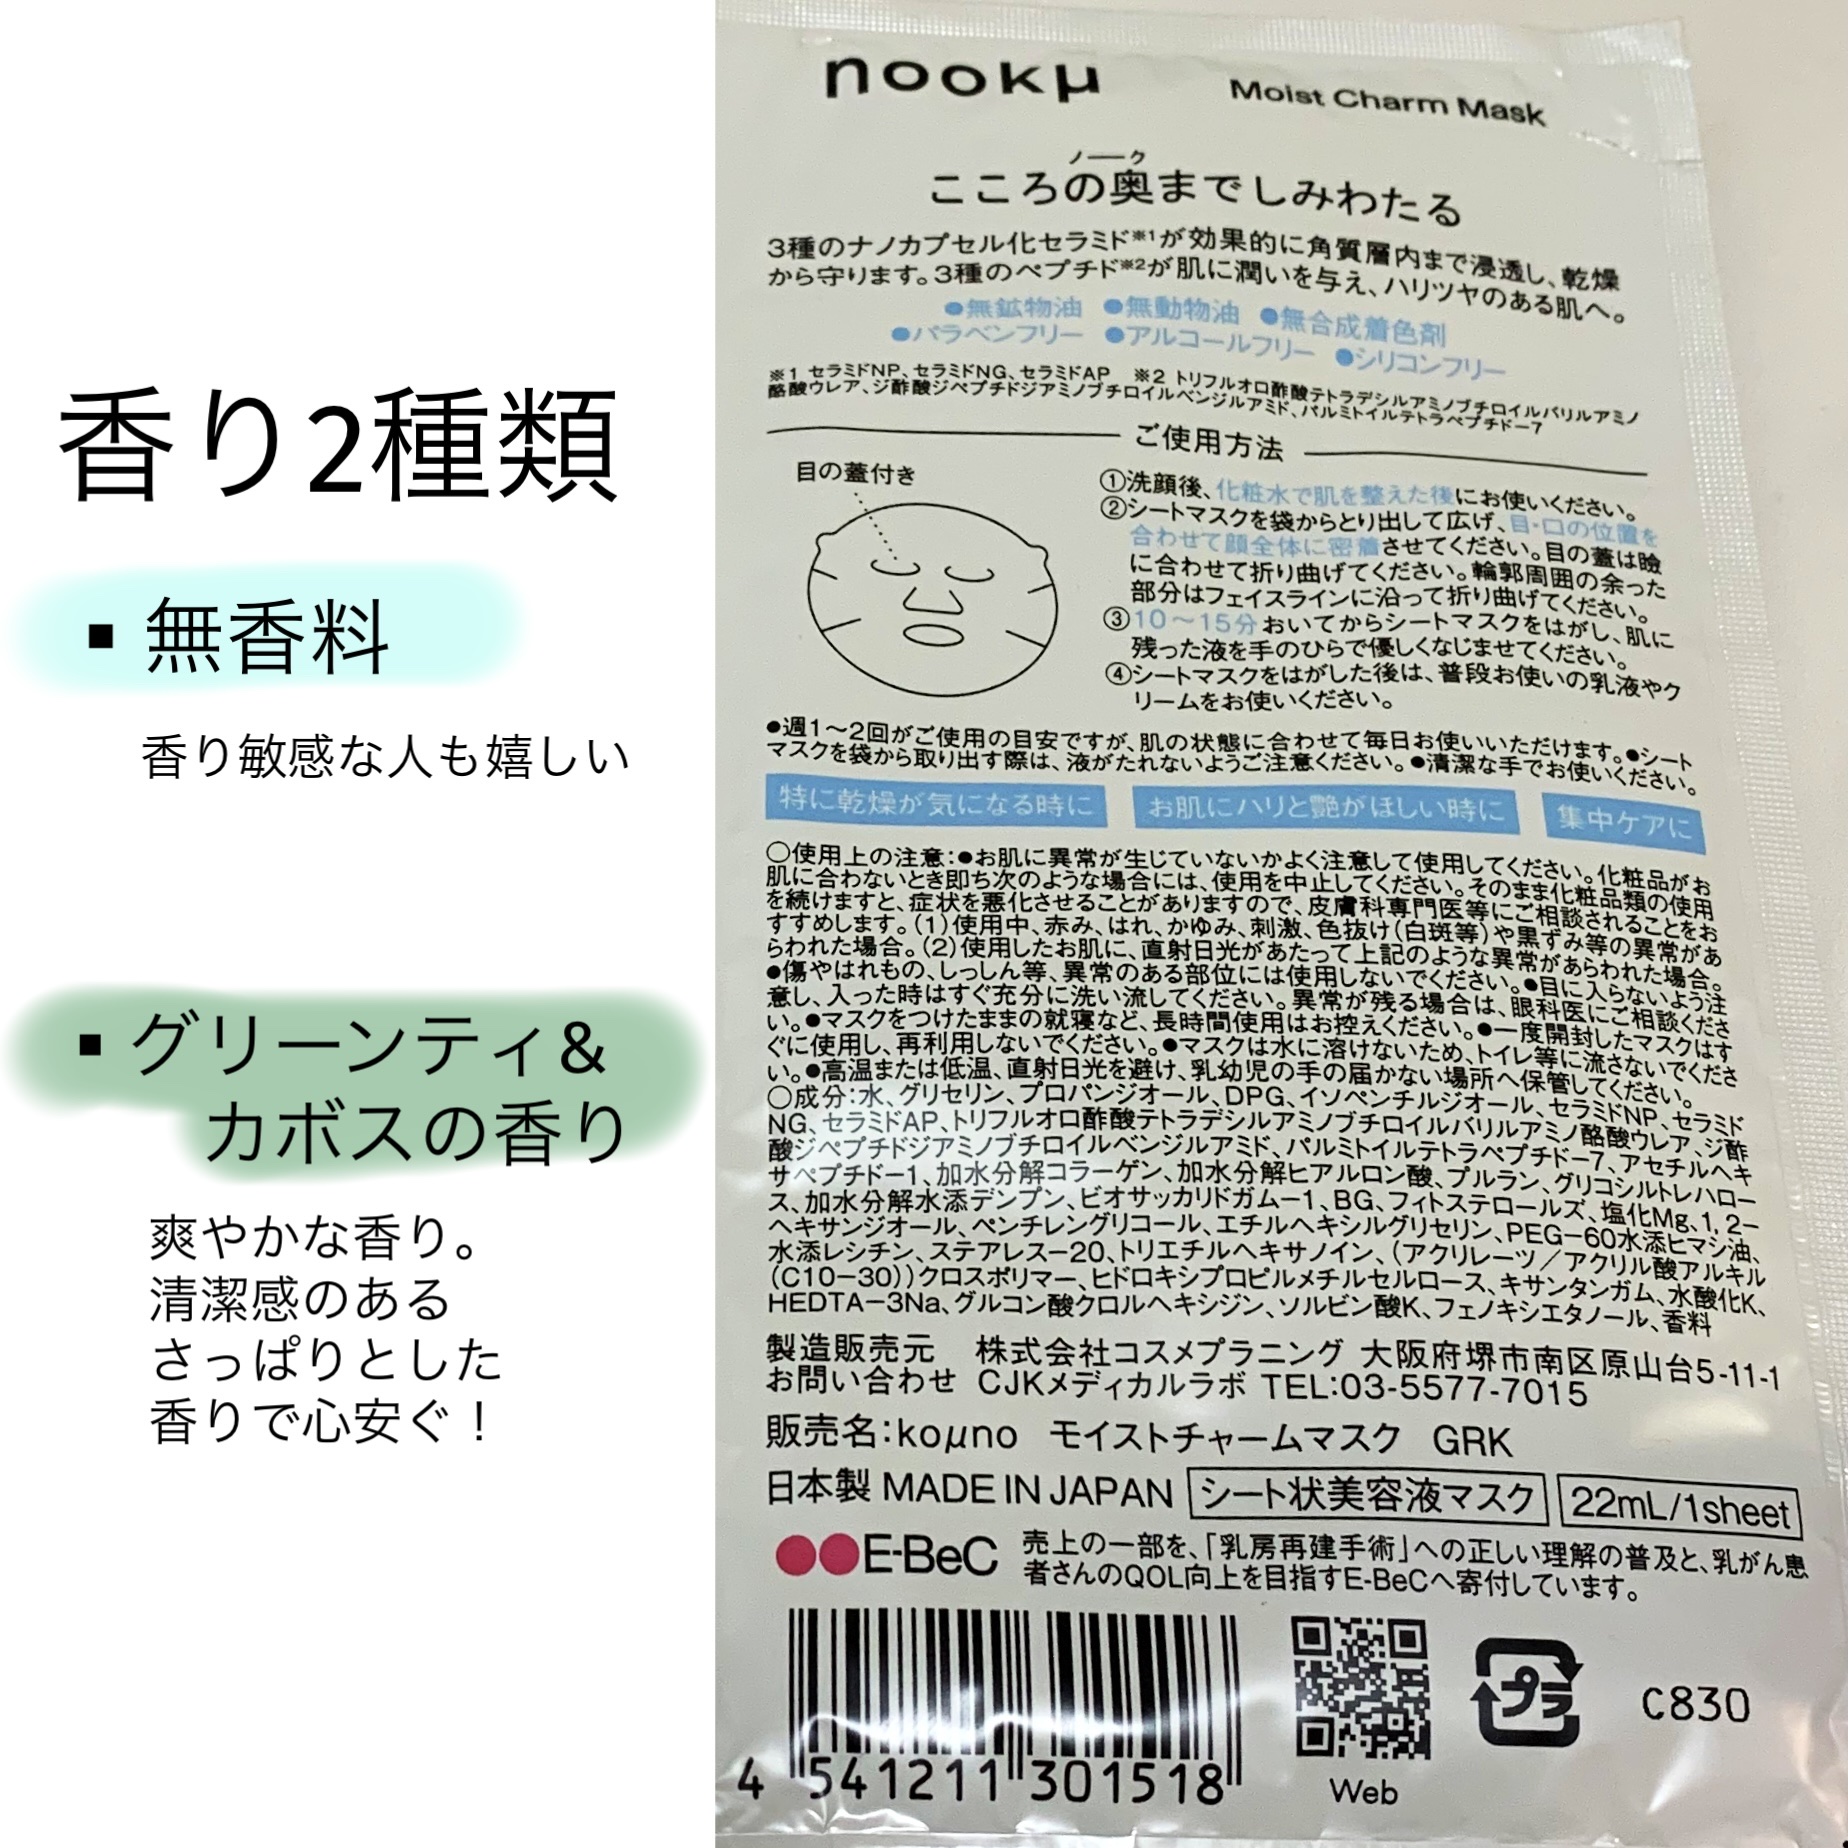 香り2種類
▪ 無香料
香り敏感な人も嬉しい
▪ グリーンティ&
カボスの香り
爽やかな香り。
清潔感のある
さっぱりとした
香りで心安ぐ！
nookμ
Moist Charm Mask
ノーク
こころの奥までしみわたる
3種のナノカプセル化セラミド※1が効果的に角質層内まで浸透し、乾燥
から守ります。3種のペプチド※2が肌に潤いを与え、ハリツヤのある肌へ。
●無鉱物油 ●無動物油 ●無合成着色剤
●パラベンフリー ●アルコールフリー ●シリコンフリー
※1 セラミドNP、セラミドNG、セラミドAP ※2 トリフルオロ酢酸テトラデシルアミノブチロイルバリルアミノ
酪酸ウレア、ジ酢酸ジペプチドジアミノブチロイルベンジルアミド、パルミトイルテトラペプチドー7
ご使用方法
目の蓋付き
①洗顔後、化粧水で肌を整えた後にお使いください。
②シートマスクを袋からとり出して広げ、目・口の位置を
合わせて顔全体に密着させてください。目の蓋は瞼
に合わせて折り曲げてください。輪郭周囲の余った
部分はフェイスラインに沿って折り曲げてください。
③10〜15分おいてからシートマスクをはがし、肌に
残った液を手のひらで優しくなじませてください。
④シートマスクをはがした後は、普段お使いの乳液やク
リームをお使いください。
●週1〜2回がご使用の目安ですが、肌の状態に合わせて毎日お使いいただけます。●シート
マスクを袋から取り出す際は、液がたれないようご注意ください。●清潔な手でお使いください。
特に乾燥が気になる時に
お肌にハリと艶がほしい時に
集中ケアに
○使用上の注意：●お肌に異常が生じていないかよく注意して使用してください。化粧品がお
肌に合わないとき即ち次のような場合には、使用を中止してください。そのまま化粧品類の使用
を続けますと、症状を悪化させることがありますので、皮膚科専門医等にご相談されることをお
すすめします。(1)使用中、赤み、はれ、かゆみ、刺激、色抜け(白斑等)や黒ずみ等の異常があ
らわれた場合。(2)使用したお肌に、直射日光があたって上記のような異常があらわれた場合。
●傷やはれもの、しっしん等、異常のある部位には使用しないでください。●目に入らないよう注
意し、入った時はすぐ充分に洗い流してください。異常が残る場合は、眼科医にご相談くださ
い。●マスクをつけたままの就寝など、長時間使用はお控えください。●一度開封したマスクはす
ぐに使用し、再利用しないでください。●マスクは水に溶けないため、トイレ等に流さないでくださ
い。●高温または低温、直射日光を避け、乳幼児の手の届かない場所へ保管してください。
○成分：水、グリセリン、プロパンジオール、DPG、イソペンチルジオール、セラミドNP、セラミド
NG、セラミドAP、トリフルオロ酢酸テトラデシルアミノブチロイルバリルアミノ酪酸ウレア、ジ酢
酸ジペプチドジアミノブチロイルベンジルアミド、パルミトイルテトラペプチドー7、アセチルヘキ
サペプチドー1、加水分解コラーゲン、加水分解ヒアルロン酸、プルラン、グリコシルトレハロー
ス、加水分解水添デンプン、ビオサッカリドガムー1、BG、フィトステロールズ、塩化Mg、1,2−
ヘキサンジオール、ペンチレングリコール、エチルヘキシルグリセリン、PEG−60水添ヒマシ油、
水添レシチン、ステアレスー20、トリエチルヘキサノイン、(アクリレーツ／アクリル酸アルキル
(C10−30))クロスポリマー、ヒドロキシプロピルメチルセルロース、キサンタンガム、水酸化K、
HEDTA−3Na、グルコン酸クロルヘキシジン、ソルビン酸K、フェノキシエタノール、香料
製造販売元 株式会社コスメプラニング 大阪府堺市南区原山台5-11-1
お問い合わせ CJKメディカルラボ TEL:03-5577-7015
販売名：koμno モイストチャームマスク GRK
日本製 MADE IN JAPAN シート状美容液マスク 22mL/1sheet
E-BeC 売上の一部を、「乳房再建手術」への正しい理解の普及と、乳がん患
者さんのQOL向上を目指すE-BeCへ寄付しています。
4 541211 301518
Web
プラ
C830